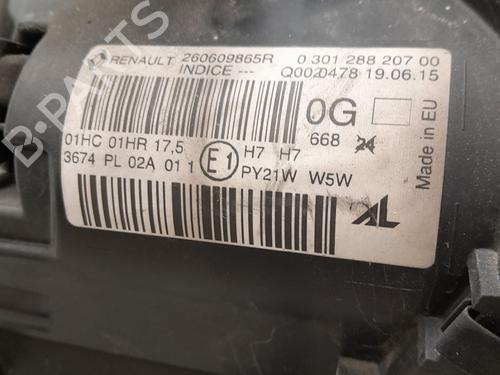 RENAULT 260609865R 0 301 288 207 00
INDICE --- Q0020478 19.06.15
0G
01HC 01HR 17,5 H7 H7 668 24
3674 PL 02A 01 1 E1 PY21W W5W
AL
Made in EU
B-PARTS